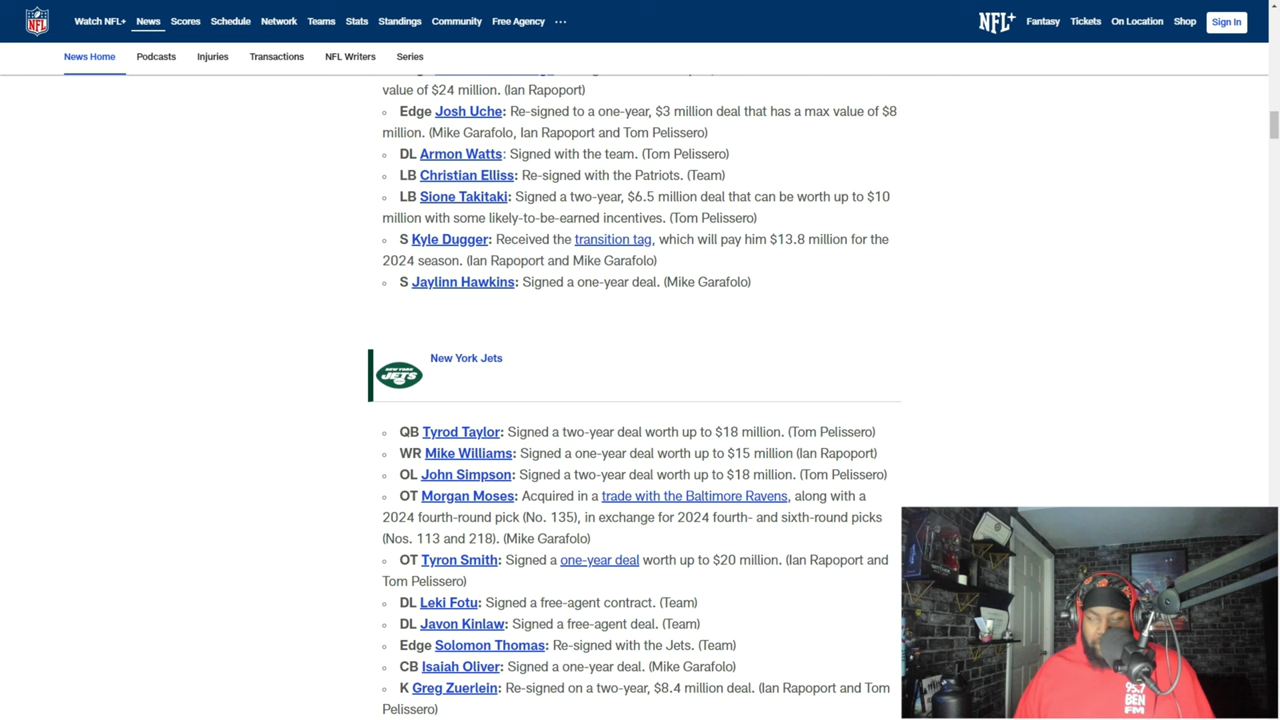 Watch NFL+ News Scores Schedule Network Teams Stats Standings Community Free Agency ··· NFL+ Fantasy Tickets On Location Shop Sign In
News Home Podcasts Injuries Transactions NFL Writers Series
value of $24 million. (Ian Rapoport)
Edge Josh Uche: Re-signed to a one-year, $3 million deal that has a max value of $8
million. (Mike Garafolo, Ian Rapoport and Tom Pelissero)
DL Armon Watts: Signed with the team. (Tom Pelissero)
LB Christian Elliss: Re-signed with the Patriots. (Team)
LB Sione Takitaki: Signed a two-year, $6.5 million deal that can be worth up to $10
million with some likely-to-be-earned incentives. (Tom Pelissero)
S Kyle Dugger: Received the transition tag, which will pay him $13.8 million for the
2024 season. (Ian Rapoport and Mike Garafolo)
S Jaylinn Hawkins: Signed a one-year deal. (Mike Garafolo)
New York Jets
NEW YORK
JETS
QB Tyrod Taylor: Signed a two-year deal worth up to $18 million. (Tom Pelissero)
WR Mike Williams: Signed a one-year deal worth up to $15 million (Ian Rapoport)
OL John Simpson: Signed a two-year deal worth up to $18 million. (Tom Pelissero)
OT Morgan Moses: Acquired in a trade with the Baltimore Ravens, along with a
2024 fourth-round pick (No. 135), in exchange for 2024 fourth- and sixth-round picks
(Nos. 113 and 218). (Mike Garafolo)
OT Tyron Smith: Signed a one-year deal worth up to $20 million. (Ian Rapoport and
Tom Pelissero)
DL Leki Fotu: Signed a free-agent contract. (Team)
DL Javon Kinlaw: Signed a free-agent deal. (Team)
Edge Solomon Thomas: Re-signed with the Jets. (Team)
CB Isaiah Oliver: Signed a one-year deal. (Mike Garafolo)
K Greg Zuerlein: Re-signed on a two-year, $8.4 million deal. (Ian Rapoport and Tom
Pelissero)
95.7
BEN
FM